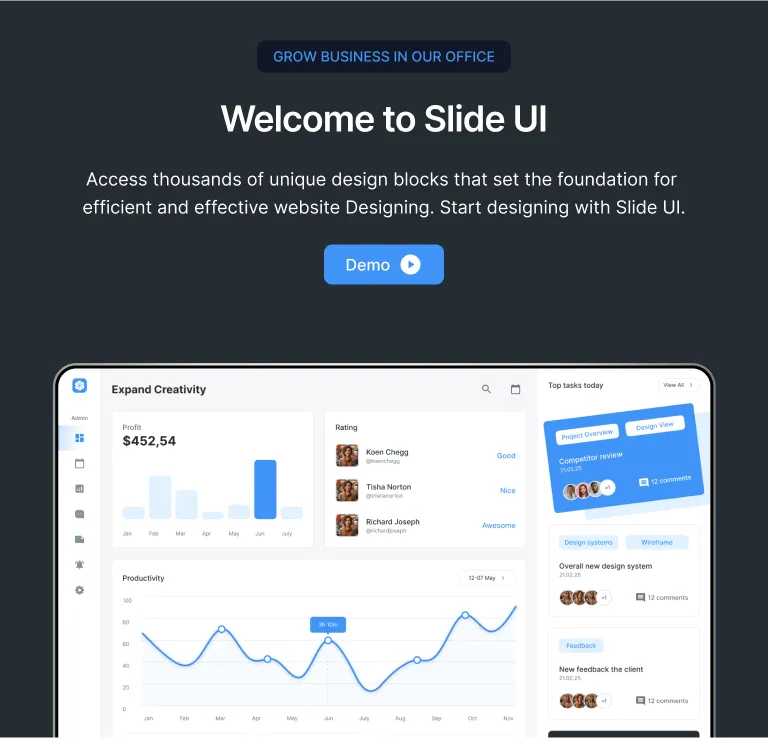 GROW BUSINESS IN OUR OFFICE
Welcome to Slide UI
Access thousands of unique design blocks that set the foundation for
efficient and effective website Designing. Start designing with Slide UI.
Demo
Admin
Expand Creativity
Profit
$452,54
Jan Feb Mar Apr May Jun July
Rating
Koen Chegg
@koenchegg
Good
Tisha Norton
@trishanorton
Nice
Richard Joseph
@richardjoseph
Awesome
Productivity
12-07 May
100
80
60
40
20
0
3h 10m
Jan Feb Mar Apr May Jun July Aug Sep Oct Nov
Top tasks today
View All
Project Overview
Design View
Competitor review
21.02.25
+1
12 comments
Design systems
Wireframe
Overall new design system
21.02.25
+1
12 comments
Feedback
New feedback the client
21.02.25
+1
12 comments